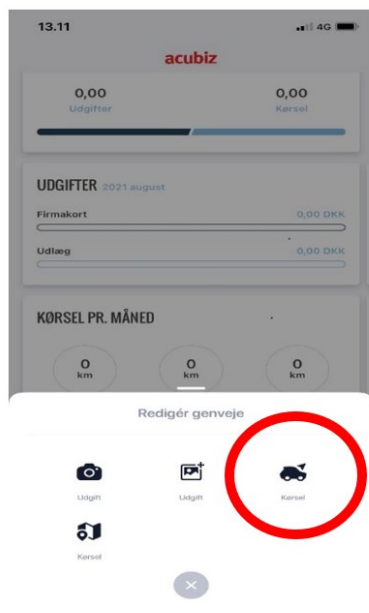 13.11 4G
acubiz
0,00 0,00
Udgifter Kørsel
UDGIFTER 2021 august
Firmakort 0,00 DKK
Udlæg 0,00 DKK
KØRSEL PR. MÅNED
0 0 0
km km km
Redigér genveje
Udgift Udgift Kørsel
Kørsel